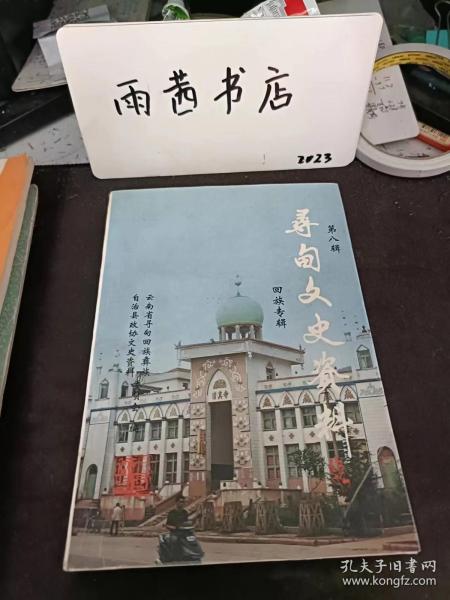 雨茜书店
2023
寻甸文史资料
第八辑
回族专辑
云南省寻甸回族彝族
自治县政协文史资料
孔夫子旧书网
www.kongfz.com